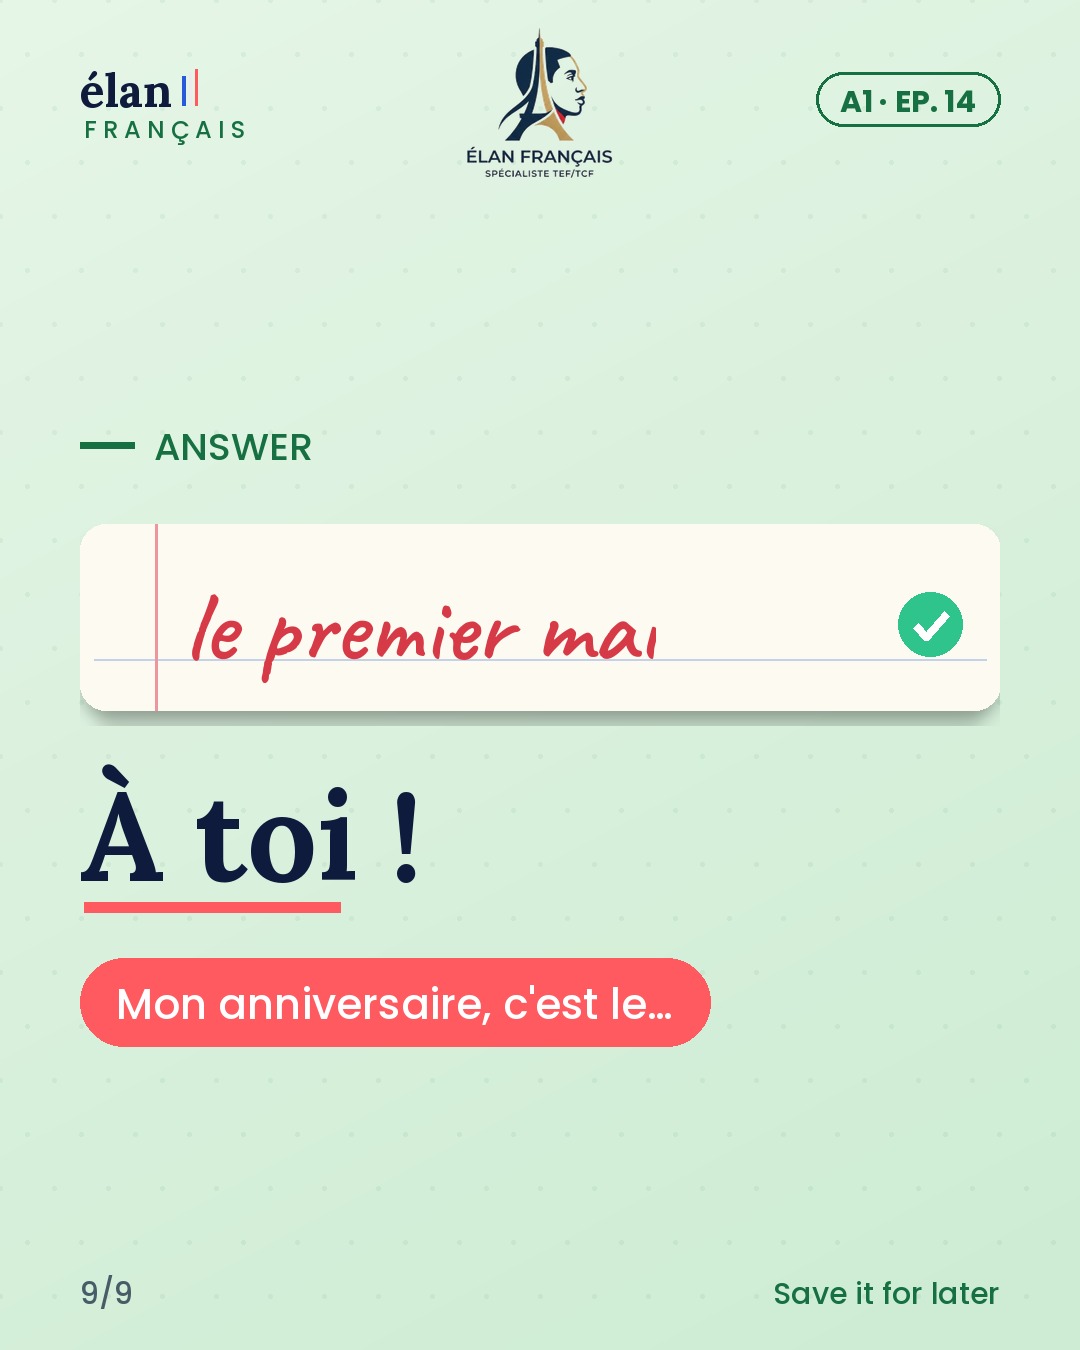 élan
FRANÇAIS
ÉLAN FRANÇAIS
SPÉCIALISTE TEF/TCF
A1 · EP. 14
ANSWER
le premier mai
À toi !
Mon anniversaire, c'est le...
9/9
Save it for later